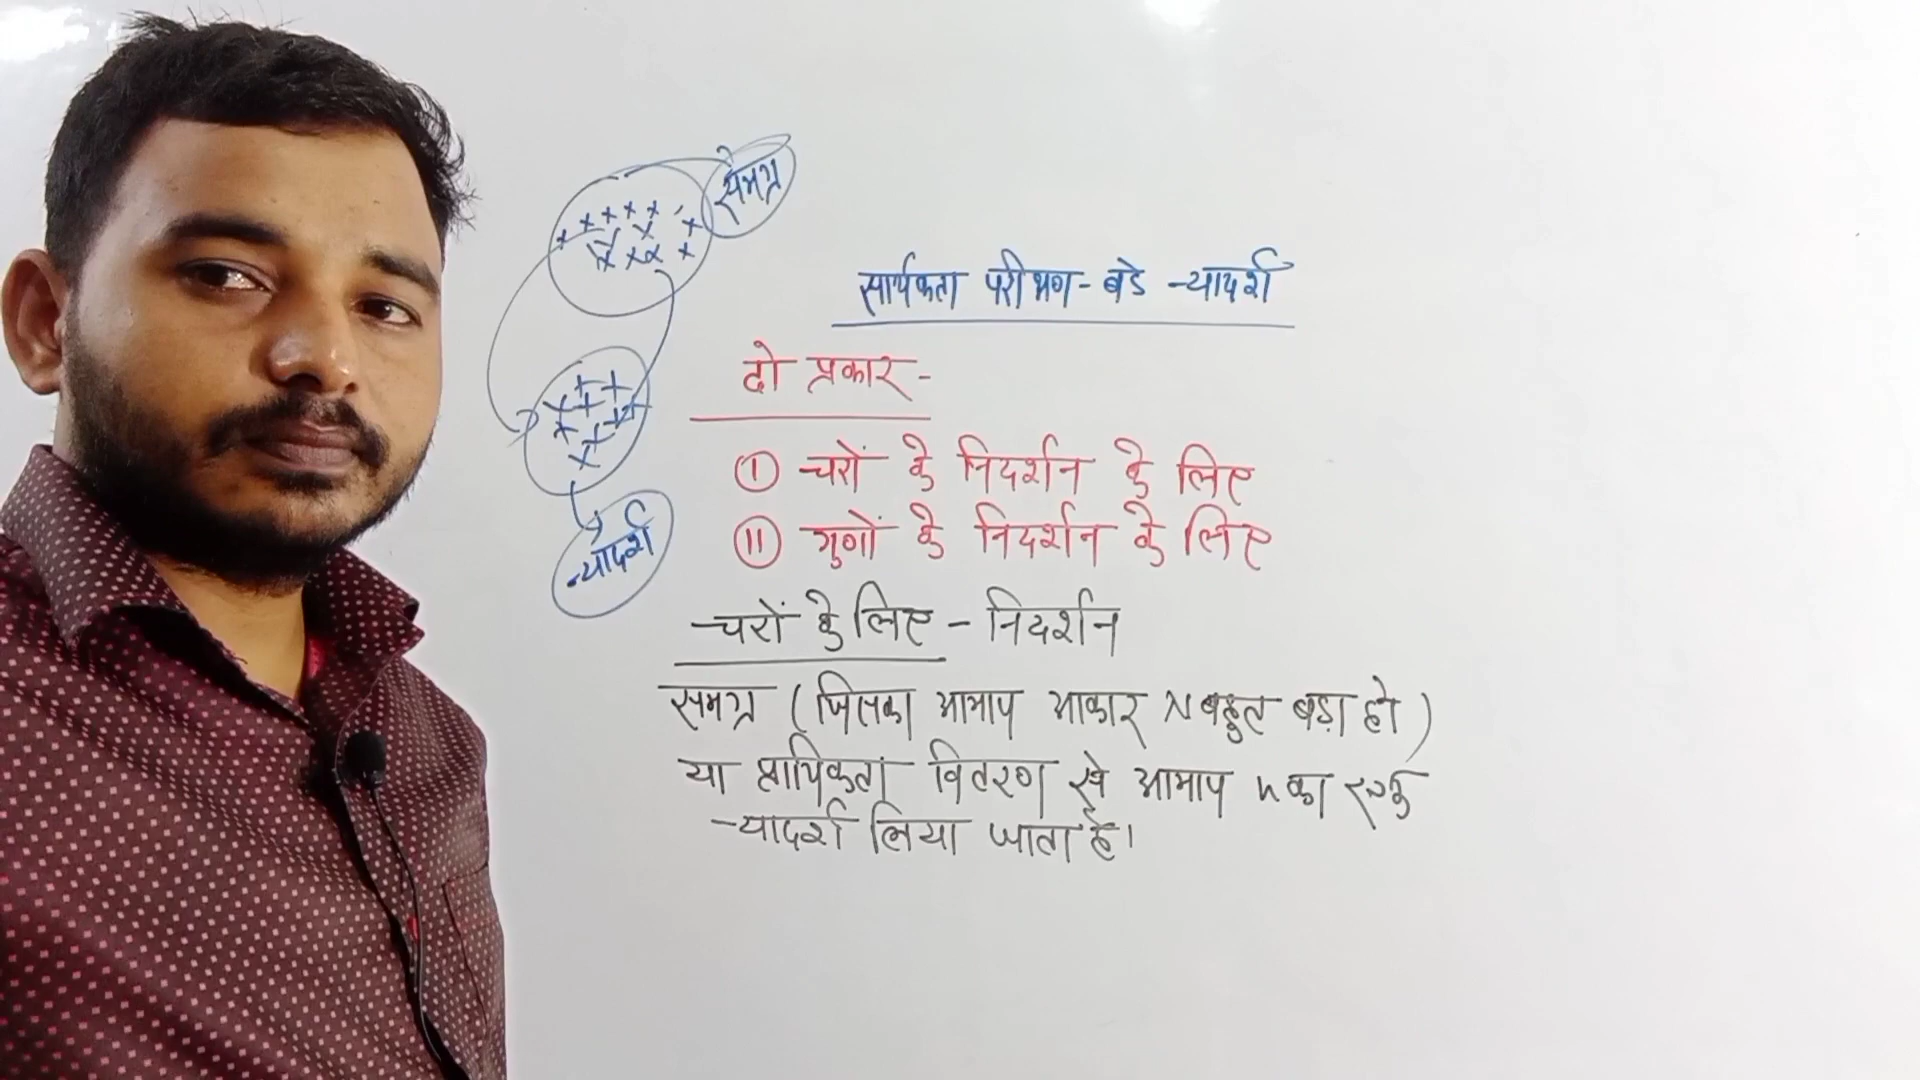 समग्र
सार्थकता परीक्षण - बडे न्यादर्श
दो प्रकार -
I चरों के निदर्शन के लिए
II गुणों के निदर्शन के लिए
न्यादर्श
चरों के लिए - निदर्शन
समग्र (जिसका आमाप आकार N बहुत बड़ा हो)
या प्रायिकता वितरण से आमाप n का एक
न्यादर्श लिया जाता है।